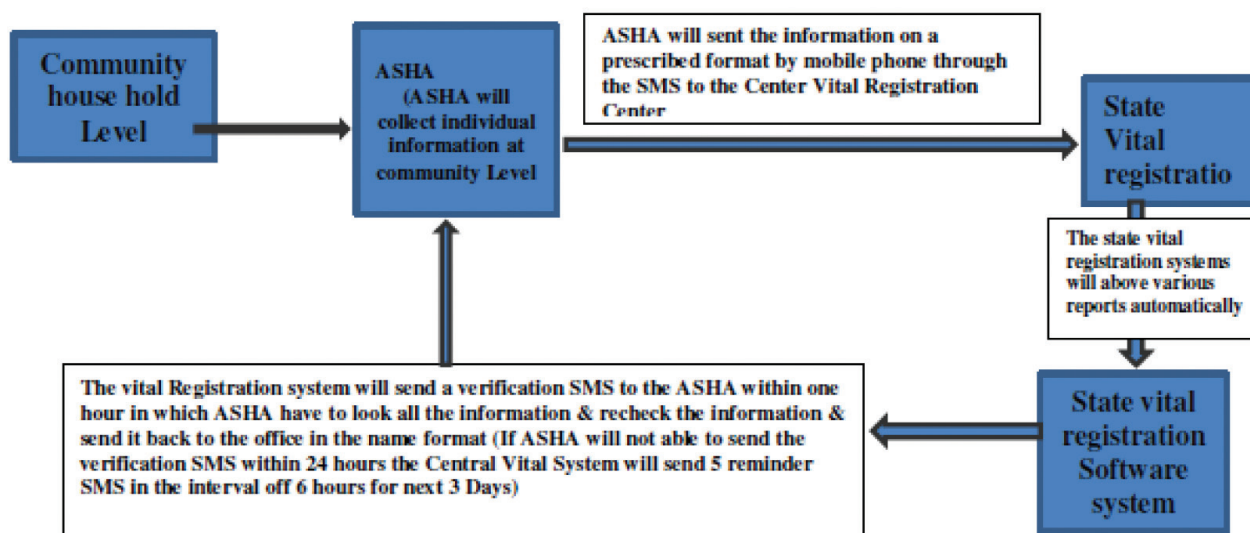 Community
house hold
Level
ASHA
(ASHA will
collect individual
information at
community Level
ASHA will sent the information on a
prescribed format by mobile phone through
the SMS to the Center Vital Registration
Center
State
Vital
registratio
The state vital
registration systems
will above various
reports automatically
State vital
registration
Software
system
The vital Registration system will send a verification SMS to the ASHA within one
hour in which ASHA have to look all the information & recheck the information &
send it back to the office in the name format (If ASHA will not able to send the
verification SMS within 24 hours the Central Vital System will send 5 reminder
SMS in the interval off 6 hours for next 3 Days)